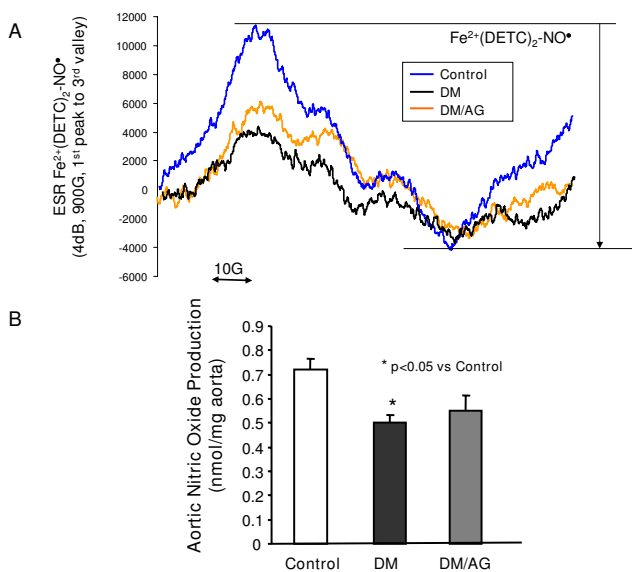 A
ESR Fe²⁺(DETC)₂-NO•
(4dB, 900G, 1ˢᵗ peak to 3ʳᵈ valley)
12000
10000
8000
6000
4000
2000
0
-2000
-4000
-6000
Fe²⁺(DETC)₂-NO•
Control
DM
DM/AG
10G
B
Aortic Nitric Oxide Production
(nmol/mg aorta)
0.9
0.8
0.7
0.6
0.5
0.4
0.3
0.2
0.1
0
* p<0.05 vs Control
*
Control DM DM/AG